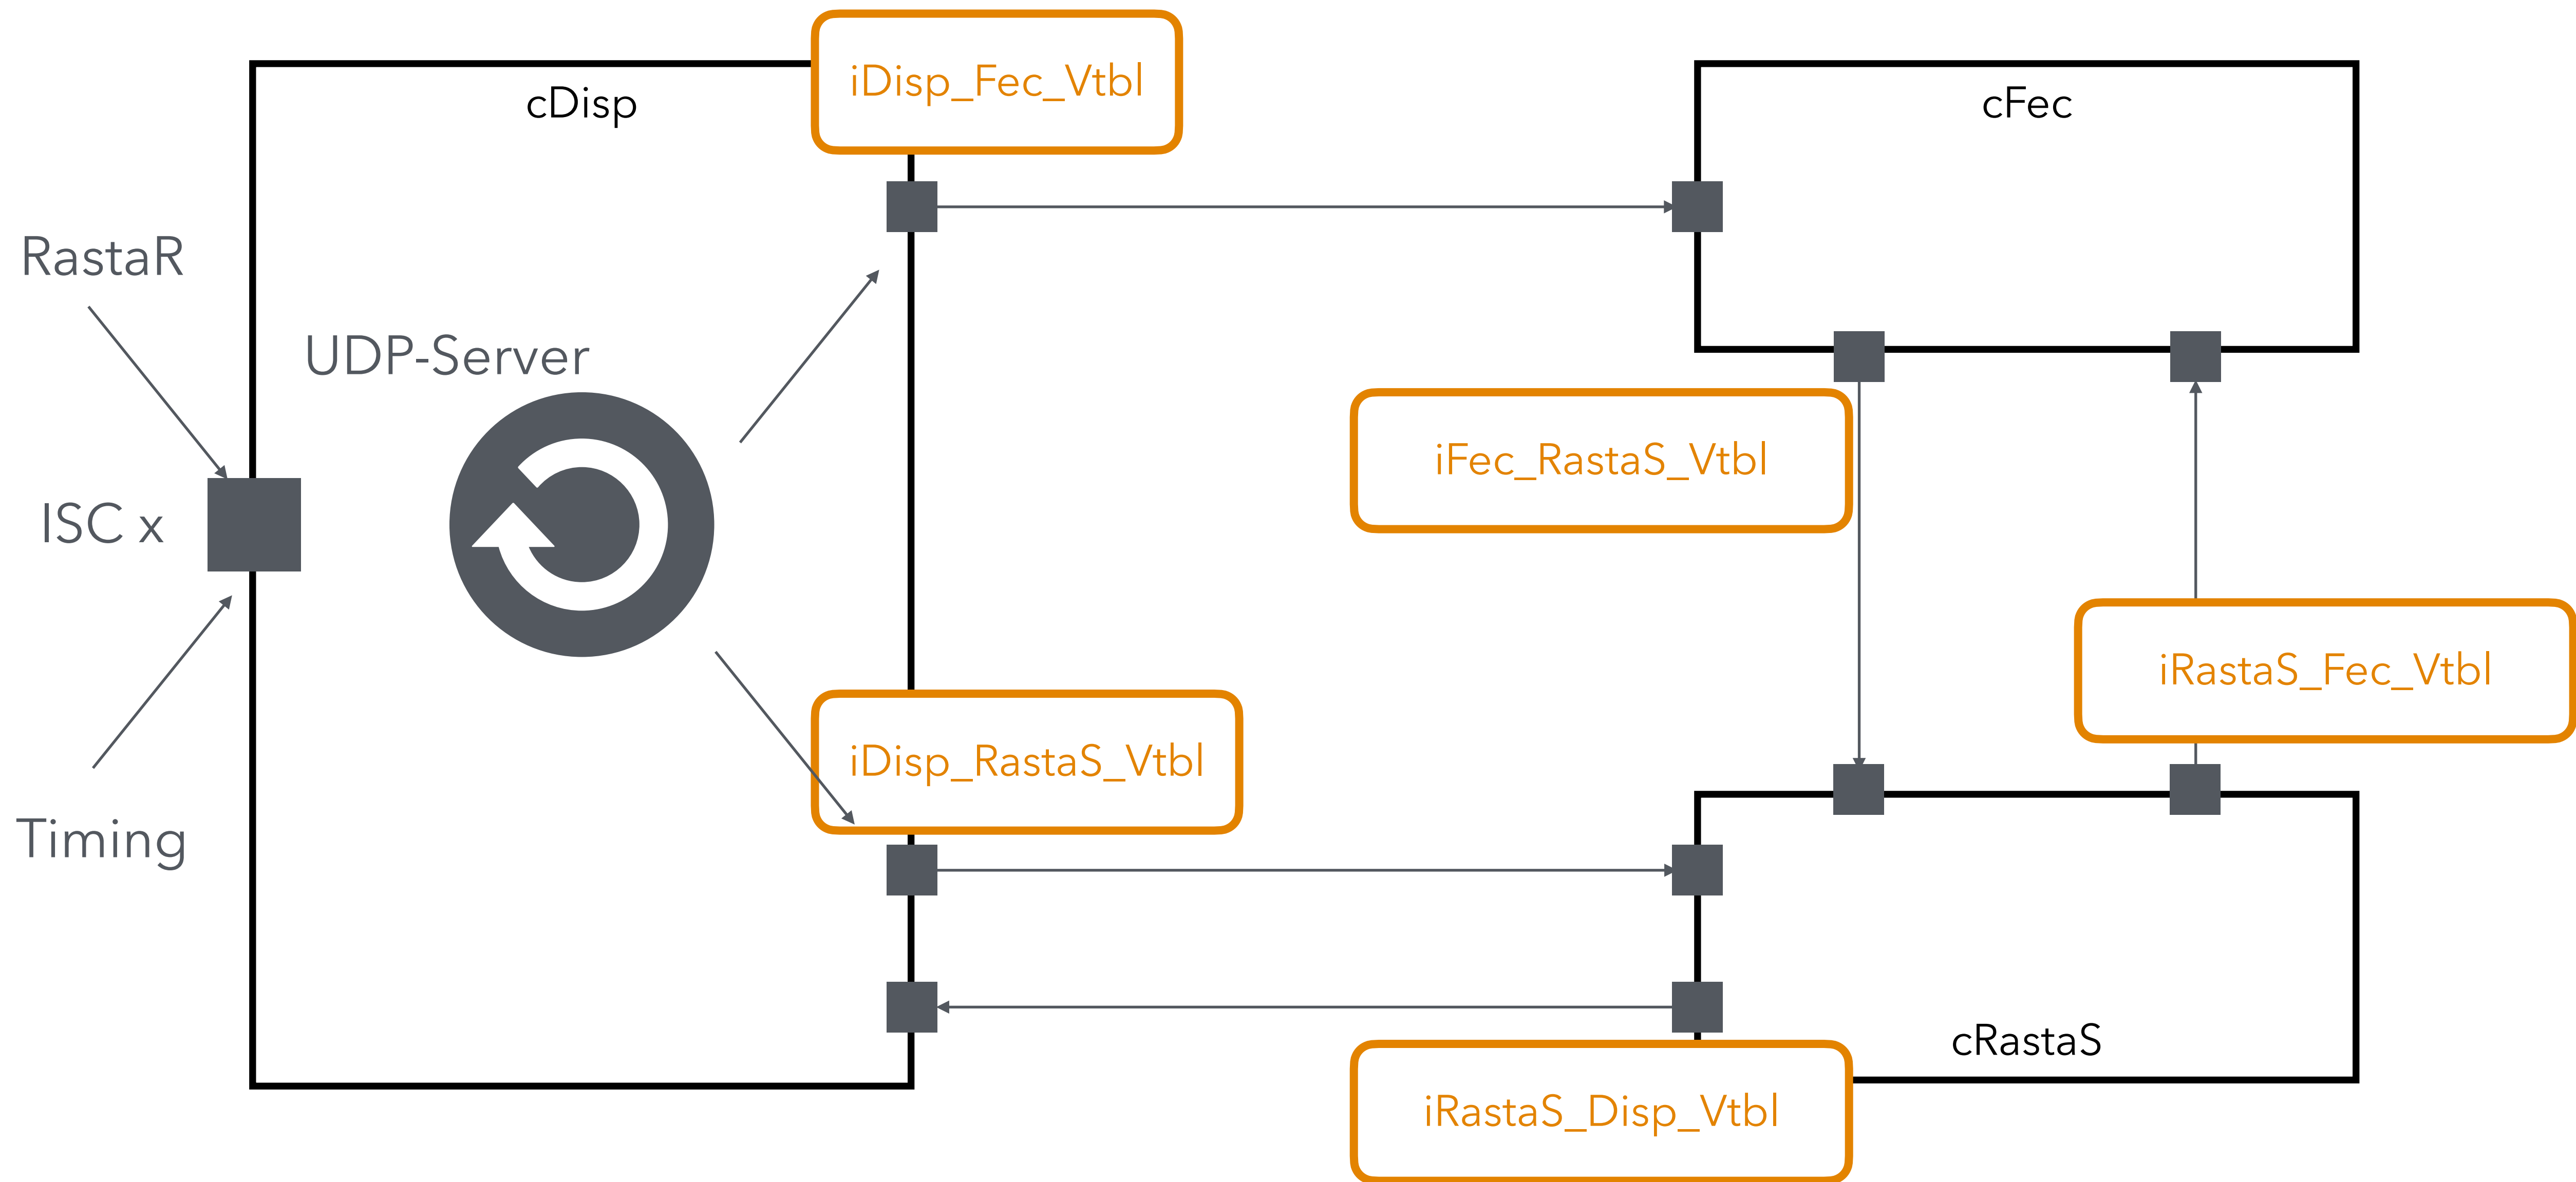 iDisp_Fec_Vtbl
cDisp
cFec
RastaR
UDP-Server
iFec_RastaS_Vtbl
ISC x
iRastaS_Fec_Vtbl
iDisp_RastaS_Vtbl
Timing
cRastaS
iRastaS_Disp_Vtbl